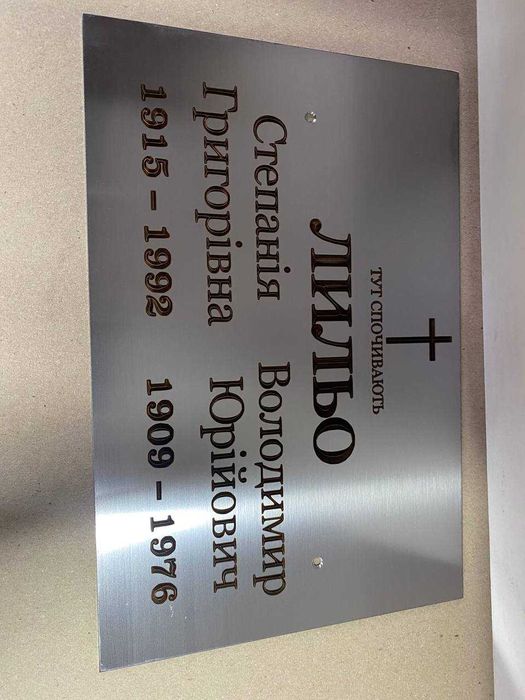 ТУТ СПОЧИВАЮТЬ
ЛИЛЬО
Степанія
Григорівна
1915 – 1992
Володимир
Юрійович
1909 – 1976